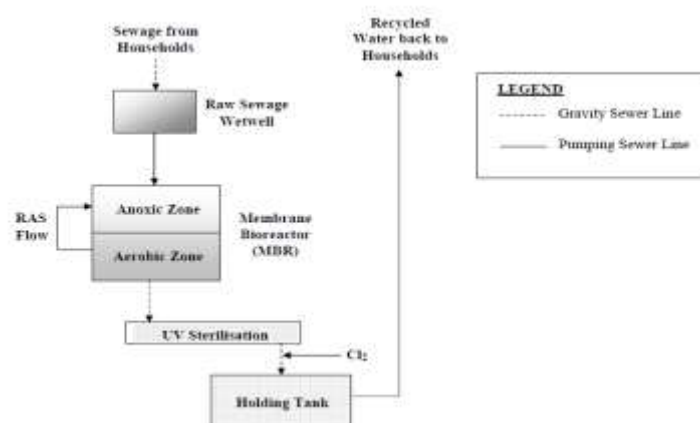 Sewage from
Households
Recycled
Water back to
Households
LEGEND
Gravity Sewer Line
Pumping Sewer Line
Raw Sewage
Wetwell
RAS
Flow
Anoxic Zone
Aerobic Zone
Membrane
Bioreactor
(MBR)
UV Sterilisation
Cl₂
Holding Tank